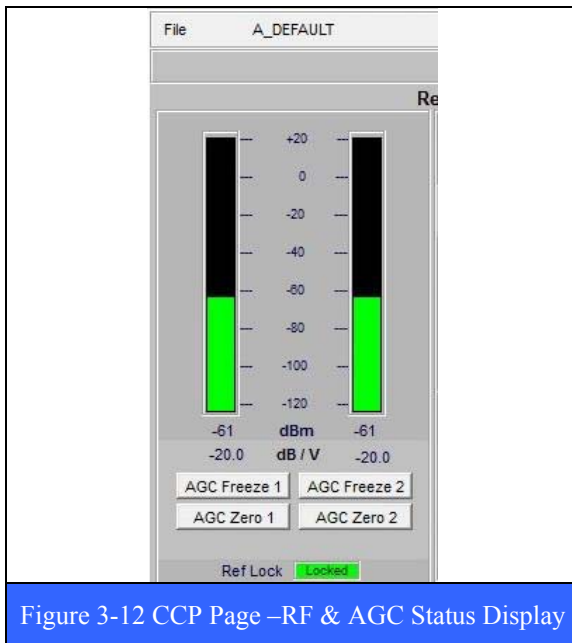 File A_DEFAULT
Re
+20
0
-20
-40
-60
-80
-100
-120
-61 dBm -61
-20.0 dB / V -20.0
AGC Freeze 1 AGC Freeze 2
AGC Zero 1 AGC Zero 2
Ref Lock Locked
Figure 3-12 CCP Page –RF & AGC Status Display